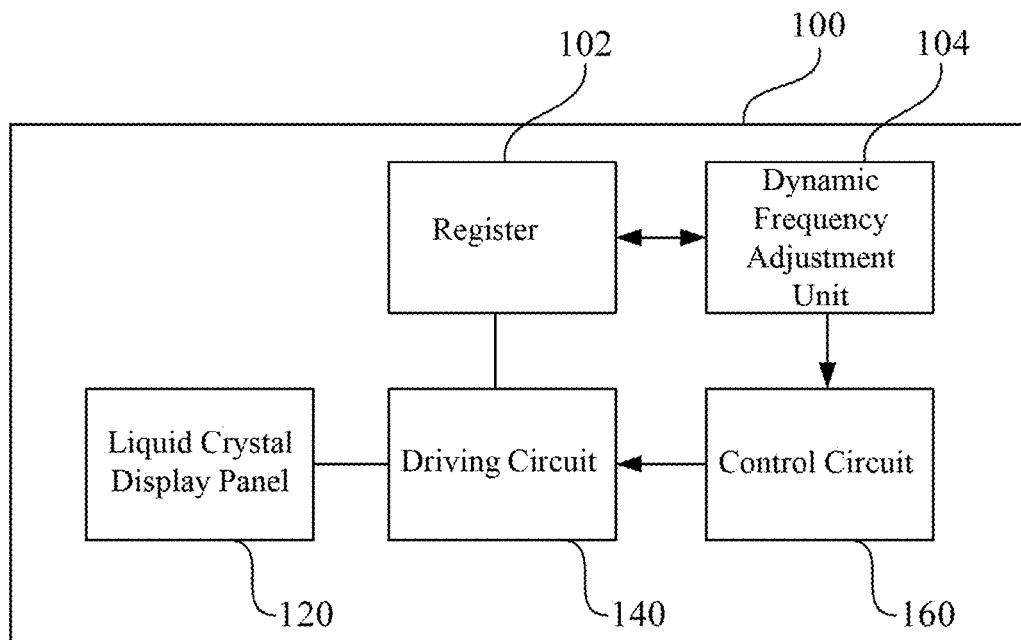 100
102
104
Register
Dynamic
Frequency
Adjustment
Unit
Liquid Crystal
Display Panel
Driving Circuit
Control Circuit
120
140
160